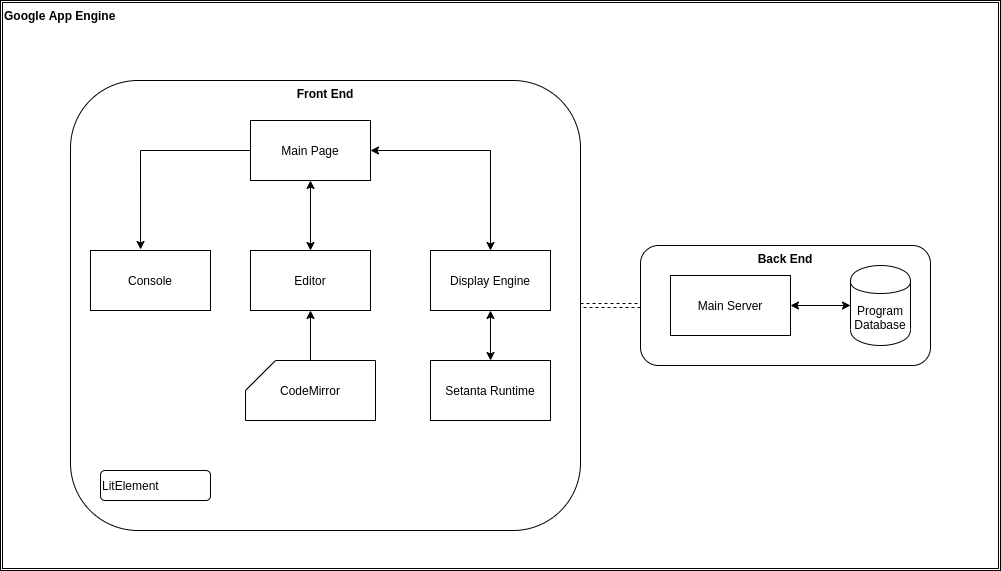 Google App Engine
Front End
Main Page
Console
Editor
Display Engine
CodeMirror
Setanta Runtime
LitElement
Back End
Main Server
Program
Database